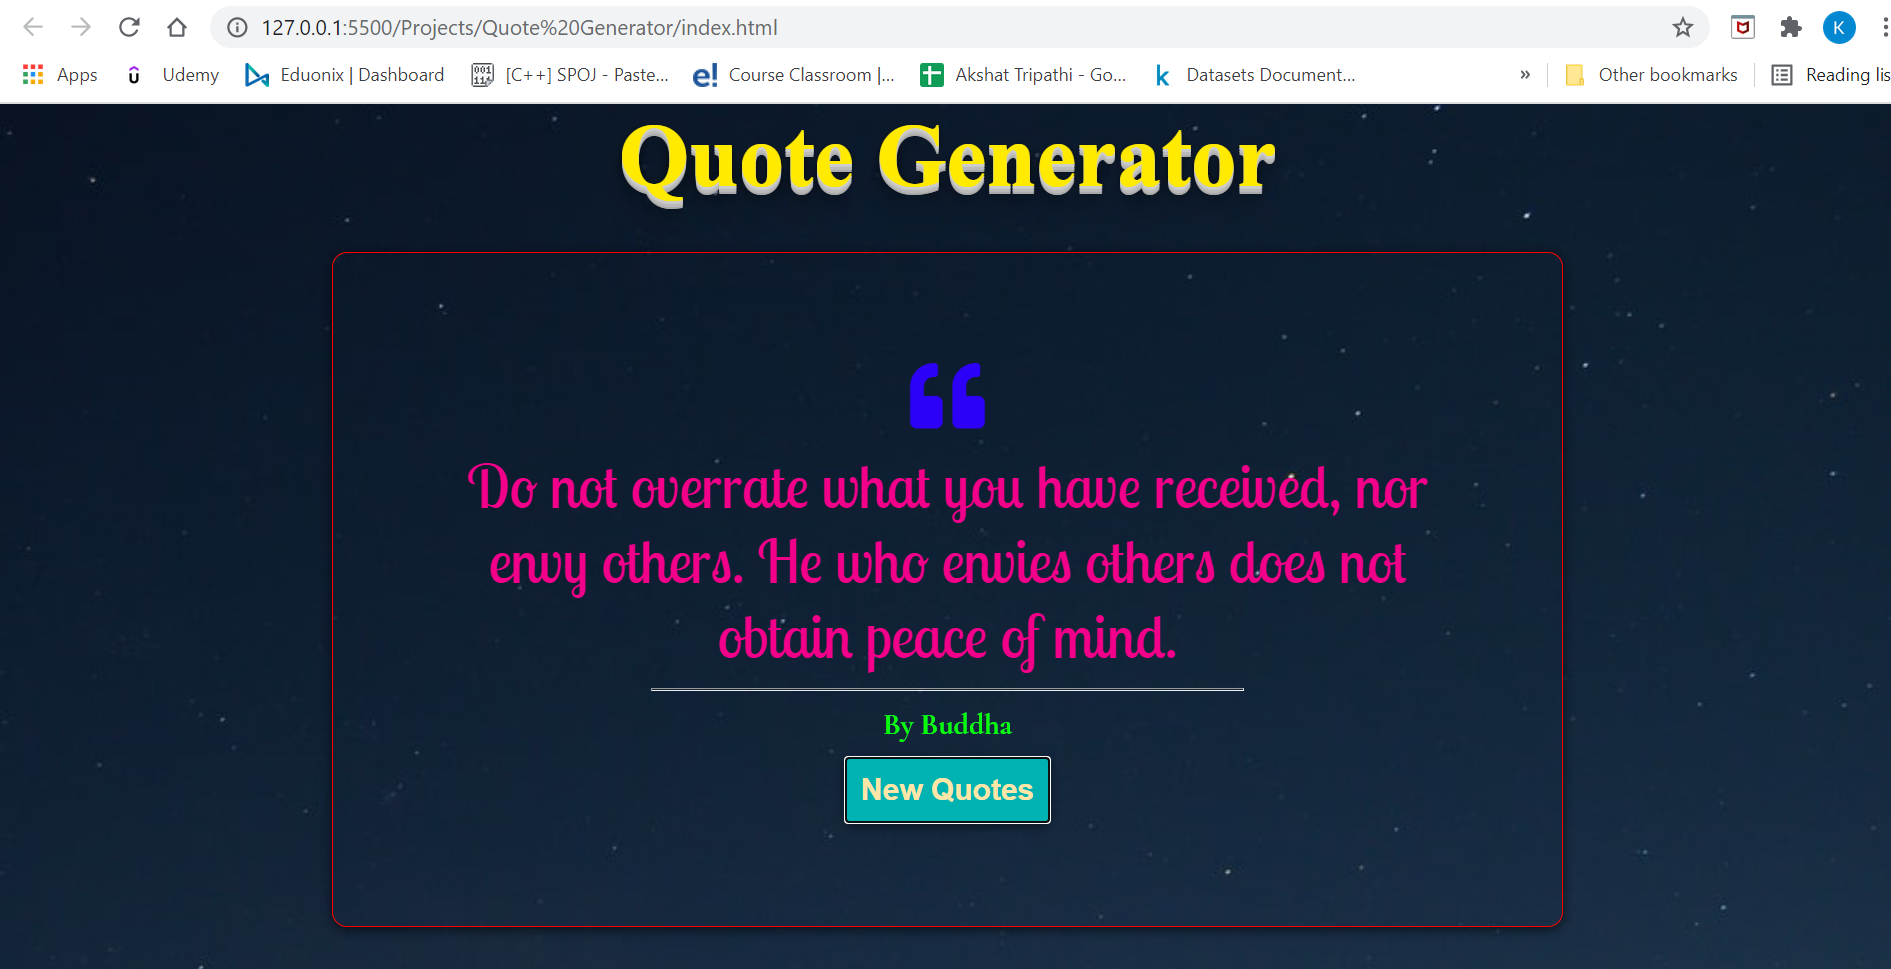 127.0.0.1:5500/Projects/Quote%20Generator/index.html
K
Apps
Udemy
Eduonix | Dashboard
[C++] SPOJ - Paste...
e! Course Classroom |...
Akshat Tripathi - Go...
k Datasets Document...
»
Other bookmarks
Reading lis
Quote Generator
“
Do not overrate what you have received, nor
envy others. He who envies others does not
obtain peace of mind.
By Buddha
New Quotes